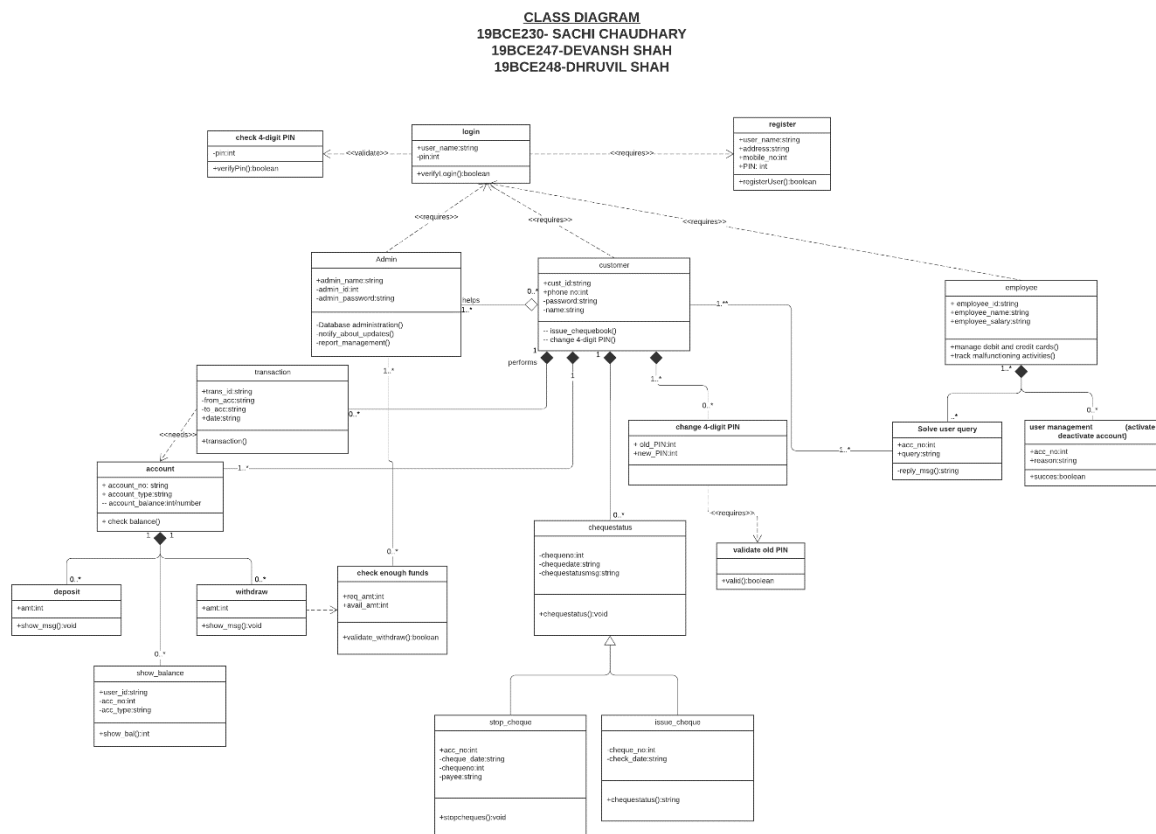 CLASS DIAGRAM
19BCE230- SACHI CHAUDHARY
19BCE247-DEVANSH SHAH
19BCE248-DHRUVIL SHAH
check 4-digit PIN
-pin:int
+verifyPin():boolean
<<validate>>
login
+user_name:string
-pin:int
+verifyLogin():boolean
<<requires>>
register
+user_name:string
+address:string
+mobile_no:int
+PIN: int
+registerUser():boolean
<<requires>>
<<requires>>
<<requires>>
Admin
+admin_name:string
-admin_id:int
-admin_password:string
-Database administration()
-notify_about_updates()
-report_management()
helps
1..*
0..*
customer
+cust_id:string
+phone no:int
-password:string
-name:string
-- issue_chequebook()
-- change 4-digit PIN()
1..**
employee
+ employee_id:string
+employee_name:string
+employee_salary:string
+manage debit and credit cards()
+track malfunctioning activities()
1
performs
1
1
1..*
1..*
1..*
transaction
+trans_id:string
-from_acc:string
-to_acc:string
+date:string
+transaction()
0..*
<<needs>>
0..*
change 4-digit PIN
+ old_PIN:int
+new_PIN:int
..*
1..*
Solve user query
+acc_no:int
+query:string
-reply_msg():string
0..*
user management (activate
deactivate account)
+acc_no:int
+reason:string
+succes:boolean
account
+ account_no: string
+ account_type:string
-- account_balance:int/number
+ check balance()
1..*
1
1
<<requires>>
validate old PIN
+valid():boolean
0..*
chequestatus
-chequeno:int
-chequedate:string
-chequestatusmsg:string
+chequestatus():void
0..*
deposit
+amt:int
+show_msg():void
0..*
withdraw
+amt:int
+show_msg():void
0..*
check enough funds
+req_amt:int
+avail_amt:int
+validate_withdraw():booloan
0..*
show_balance
+user_id:string
-acc_no:int
-acc_type:string
+show_bal():int
stop_cheque
+acc_no:int
-cheque_date:string
-chequeno:int
-payee:string
+stopcheques():void
issue_cheque
-cheque_no:int
-check_date:string
+chequestatus():string